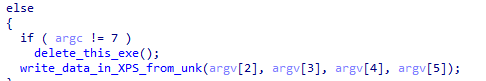 else
{
if ( argc != 7 )
delete_this_exe();
write_data_in_XPS_from_unk(argv[2], argv[3], argv[4], argv[5]);